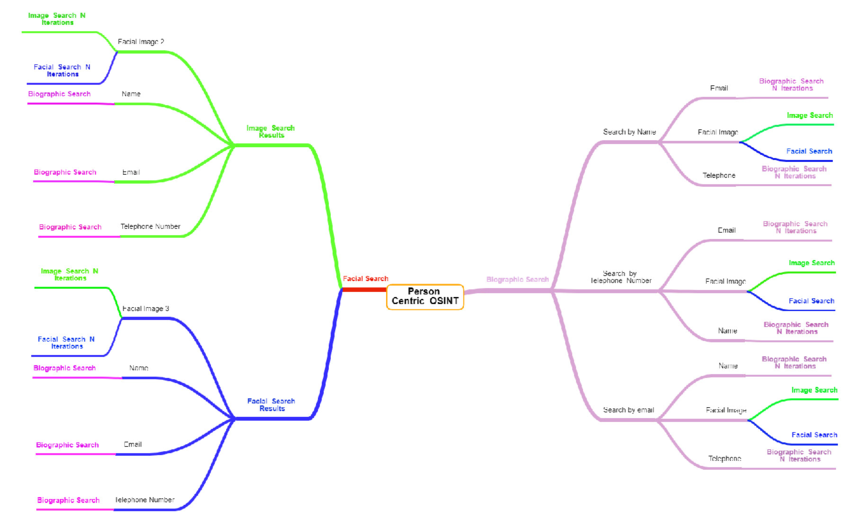 Image Search N
Iterations
Facial Image 2
Facial Search N
Iterations
Biographic Search
Name
Image Search
Results
Biographic Search
Email
Biographic Search
Telephone Number
Facial Search
Image Search N
Iterations
Facial Image 3
Facial Search N
Iterations
Biographic Search
Name
Facial Search
Results
Biographic Search
Email
Biographic Search
Telephone Number
Person
Centric OSINT
Biographic Search
Search by Name
Email
Biographic Search
N Iterations
Facial Image
Image Search
Facial Search
Telephone
Biographic Search
N Iterations
Search by
Telephone Number
Email
Biographic Search
N Iterations
Facial Image
Image Search
Facial Search
Name
Biographic Search
N Iterations
Search by email
Name
Biographic Search
N Iterations
Facial Image
Image Search
Facial Search
Telephone
Biographic Search
N Iterations